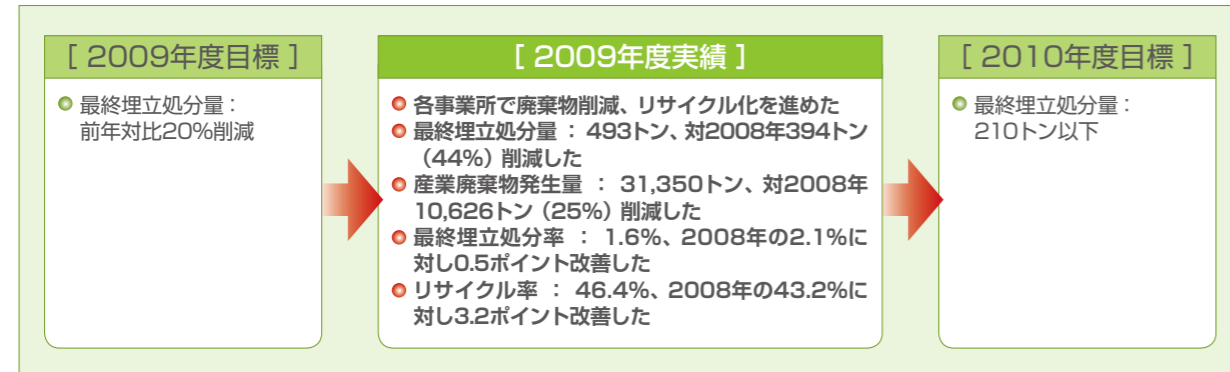 [ 2009年度目標 ]
最終埋立処分量：
前年対比20%削減
[ 2009年度実績 ]
各事業所で廃棄物削減、リサイクル化を進めた
最終埋立処分量 ： 493トン、対2008年394トン
（44%）削減した
産業廃棄物発生量 ： 31,350トン、対2008年
10,626トン（25%）削減した
最終埋立処分率 ： 1.6%、2008年の2.1%に
対し0.5ポイント改善した
リサイクル率 ： 46.4%、2008年の43.2%に
対し3.2ポイント改善した
[ 2010年度目標 ]
最終埋立処分量：
210トン以下